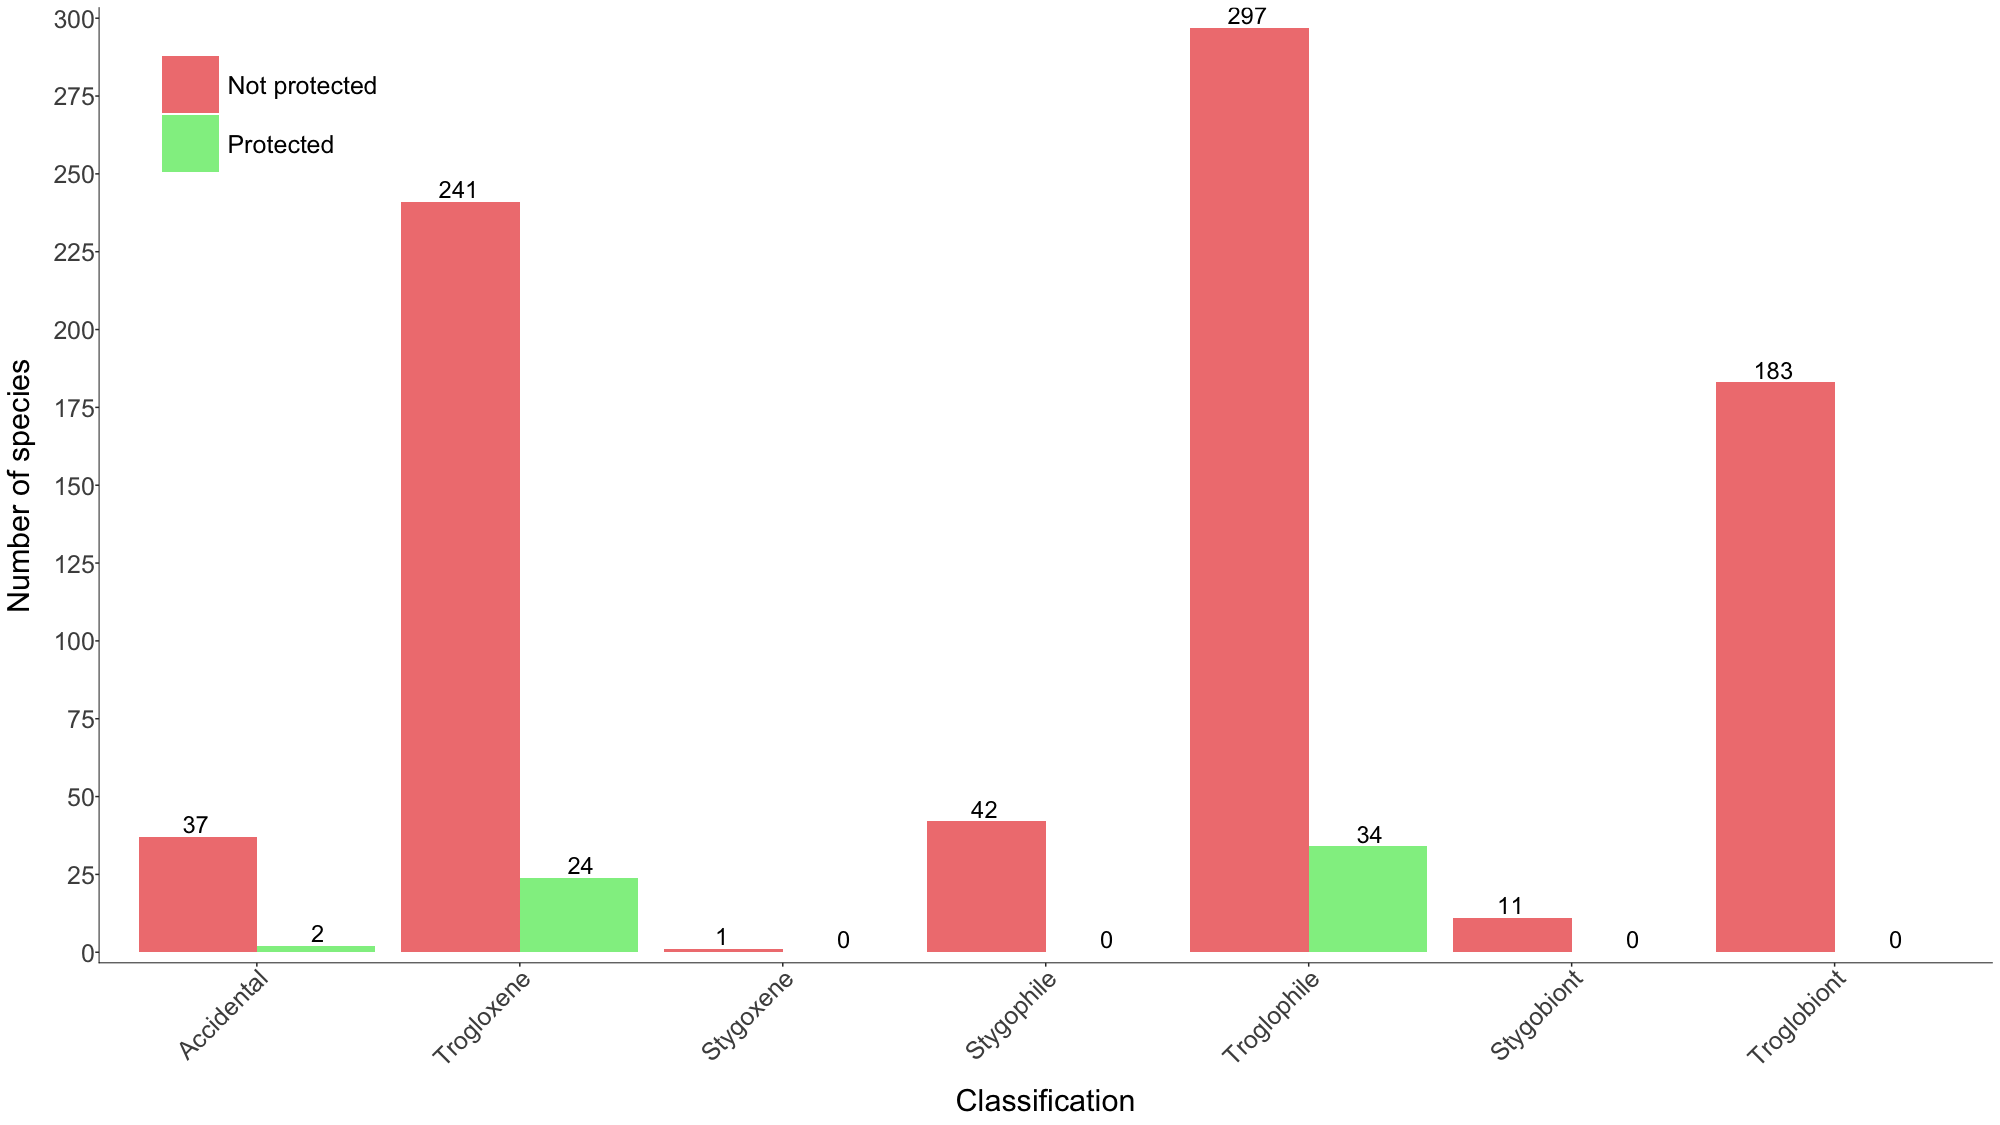 Not protected
Protected
Number of species
300
275
250
225
200
175
150
125
100
75
50
25
0
37
2
241
24
1
0
42
0
297
34
11
0
183
0
Accidental
Trogloxene
Stygoxene
Stygophile
Troglophile
Stygobiont
Troglobiont
Classification